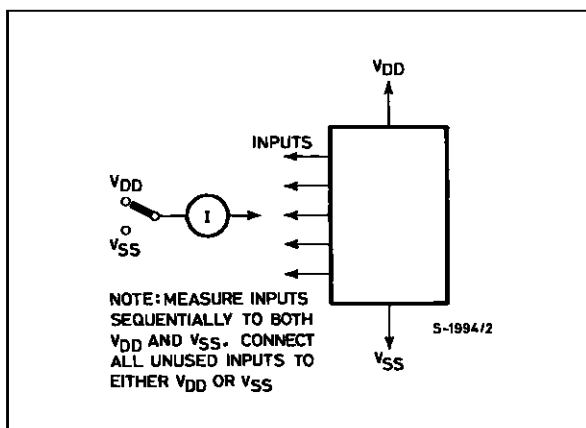 VDD
INPUTS
VDD
I
VSS
S-1994/2
VSS
NOTE: MEASURE INPUTS
SEQUENTIALLY TO BOTH
VDD AND VSS. CONNECT
ALL UNUSED INPUTS TO
EITHER VDD OR VSS